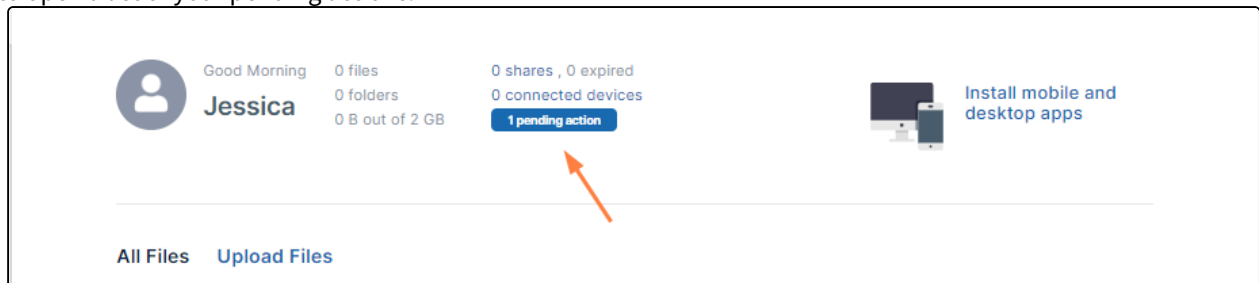 Good Morning
Jessica
0 files
0 folders
0 B out of 2 GB
0 shares , 0 expired
0 connected devices
1 pending action
Install mobile and
desktop apps
All Files Upload Files